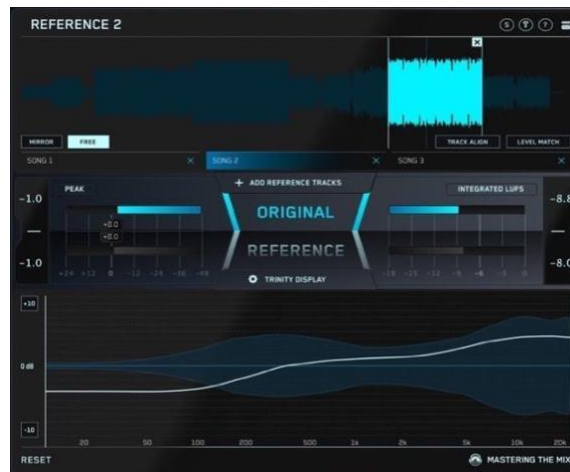 REFERENCE 2
S T ?
MIRROR FREE TRACK ALIGN LEVEL MATCH
SONG 1 × SONG 2 × SONG 3 ×
+ ADD REFERENCE TRACKS
PEAK INTEGRATED LUFS
-1.0 ORIGINAL -8.8
+0.0
+0.0
REFERENCE
-1.0 -8.0
+24 +12 0 -12 -24 -36 -48 -18 -15 -12 -9 -6 -3 0
TRINITY DISPLAY
+10
0 dB
-10
20 50 100 200 500 1k 2k 5k 10k 20k
RESET MASTERING THE MIX